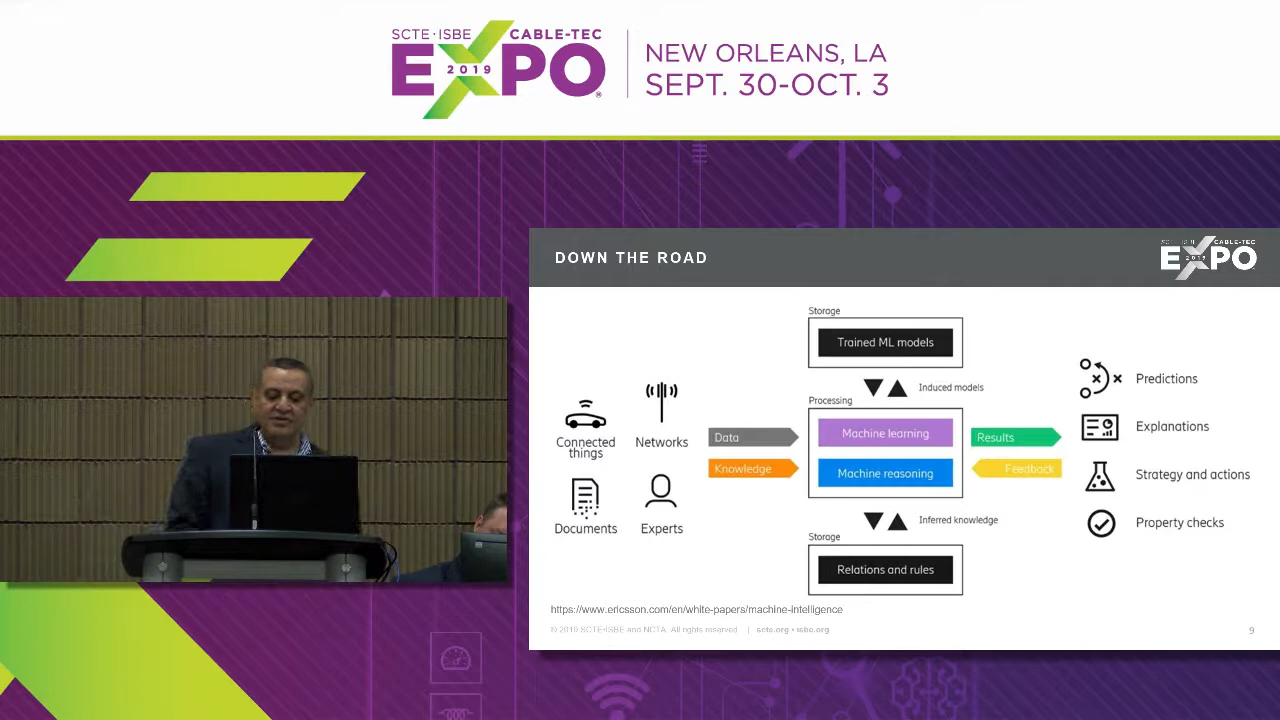 SCTE·ISBE CABLE-TEC
EXPO
2019
NEW ORLEANS, LA
SEPT. 30-OCT. 3
DOWN THE ROAD
CABLE-TEC
EXPO
2019
Storage
Trained ML models
Induced models
Processing
Connected
things
Networks
Documents
Experts
Data
Knowledge
Machine learning
Machine reasoning
Results
Feedback
Inferred knowledge
Storage
Relations and rules
Predictions
Explanations
Strategy and actions
Property checks
https://www.ericsson.com/en/white-papers/machine-intelligence
© 2019 SCTE•ISBE and NCTA. All rights reserved | scte.org • isbe.org
9